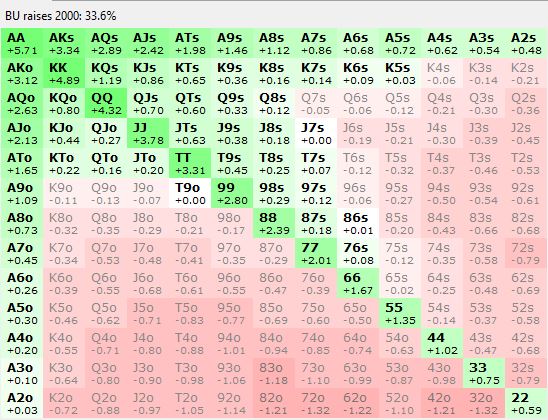 BU raises 2000: 33.6%
AA AKs AQs AJs ATs A9s A8s A7s A6s A5s A4s A3s A2s
+5.71 +3.34 +2.89 +2.42 +1.98 +1.46 +1.12 +0.86 +0.68 +0.72 +0.62 +0.54 +0.48
AKo KK KQs KJs KTs K9s K8s K7s K6s K5s K4s K3s K2s
+3.12 +4.89 +1.19 +0.86 +0.65 +0.36 +0.16 +0.14 +0.09 +0.03 -0.06 -0.14 -0.21
AQo KQo QQ QJs QTs Q9s Q8s Q7s Q6s Q5s Q4s Q3s Q2s
+2.63 +0.80 +4.32 +0.70 +0.60 +0.33 +0.12 -0.05 -0.06 -0.12 -0.21 -0.30 -0.36
AJo KJo QJo JJ JTs J9s J8s J7s J6s J5s J4s J3s J2s
+2.13 +0.44 +0.27 +3.78 +0.63 +0.38 +0.18 +0.00 -0.19 -0.21 -0.30 -0.39 -0.45
ATo KTo QTo JTo TT T9s T8s T7s T6s T5s T4s T3s T2s
+1.65 +0.22 +0.16 +0.20 +3.31 +0.45 +0.25 +0.07 -0.12 -0.32 -0.37 -0.46 -0.53
A9o K9o Q9o J9o T9o 99 98s 97s 96s 95s 94s 93s 92s
+1.09 -0.11 -0.13 -0.07 +0.00 +2.80 +0.29 +0.12 -0.06 -0.27 -0.50 -0.54 -0.61
A8o K8o Q8o J8o T8o 98o 88 87s 86s 85s 84s 83s 82s
+0.73 -0.32 -0.35 -0.29 -0.21 -0.17 +2.39 +0.18 +0.01 -0.20 -0.43 -0.66 -0.68
A7o K7o Q7o J7o T7o 97o 87o 77 76s 75s 74s 73s 72s
+0.45 -0.34 -0.53 -0.48 -0.41 -0.35 -0.29 +2.01 +0.08 -0.12 -0.35 -0.58 -0.79
A6o K6o Q6o J6o T6o 96o 86o 76o 66 65s 64s 63s 62s
+0.26 -0.39 -0.55 -0.68 -0.61 -0.55 -0.47 -0.39 +1.67 -0.02 -0.25 -0.48 -0.69
A5o K5o Q5o J5o T5o 95o 85o 75o 65o 55 54s 53s 52s
+0.30 -0.46 -0.62 -0.71 -0.83 -0.77 -0.69 -0.60 -0.50 +1.35 -0.14 -0.37 -0.58
A4o K4o Q4o J4o T4o 94o 84o 74o 64o 54o 44 43s 42s
+0.20 -0.55 -0.71 -0.80 -0.88 -1.01 -0.94 -0.85 -0.74 -0.63 +1.02 -0.47 -0.68
A3o K3o Q3o J3o T3o 93o 83o 73o 63o 53o 43o 33 32s
+0.10 -0.64 -0.80 -0.90 -0.98 -1.06 -1.18 -1.10 -0.99 -0.87 -0.98 +0.75 -0.79
A2o K2o Q2o J2o T2o 92o 82o 72o 62o 52o 42o 32o 22
+0.03 -0.72 -0.88 -0.97 -1.05 -1.14 -1.21 -1.32 -1.22 -1.10 -1.21 -1.32 +0.59